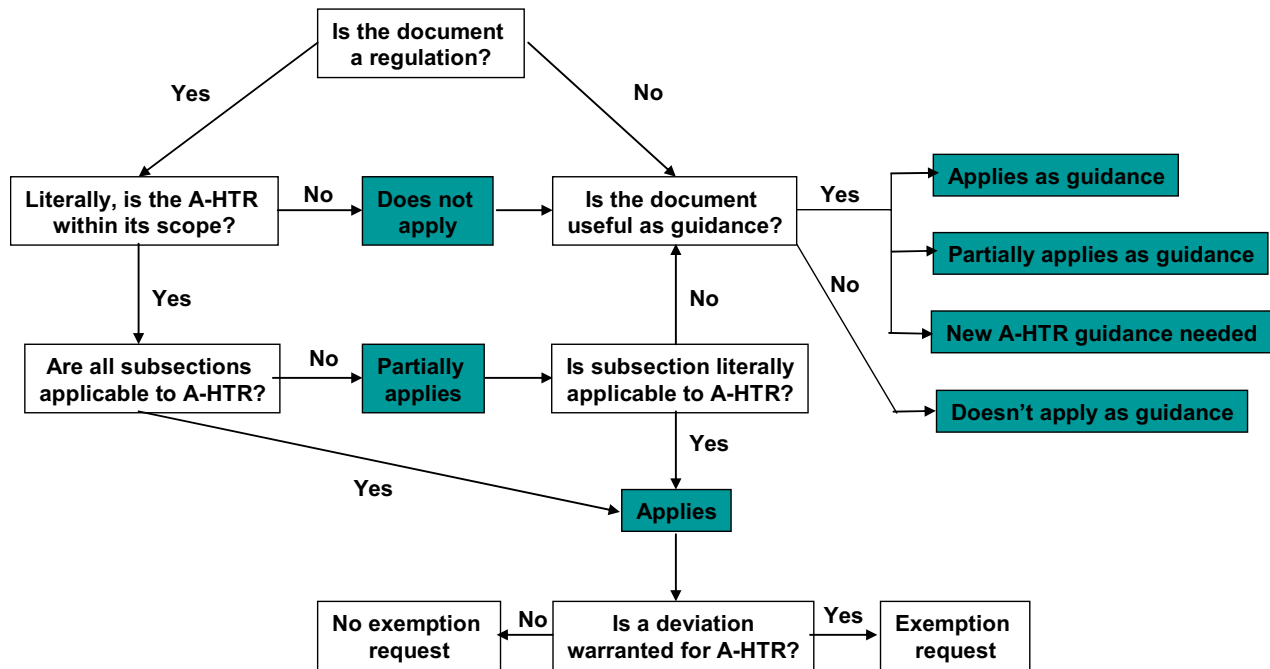 Is the document
a regulation?
Yes
No
Literally, is the A-HTR
within its scope?
No
Does not
apply
Is the document
useful as guidance?
Yes
Applies as guidance
Partially applies as guidance
No
New A-HTR guidance needed
Doesn't apply as guidance
Yes
No
Are all subsections
applicable to A-HTR?
No
Partially
applies
Is subsection literally
applicable to A-HTR?
Yes
Yes
Applies
No exemption
request
No
Is a deviation
warranted for A-HTR?
Yes
Exemption
request